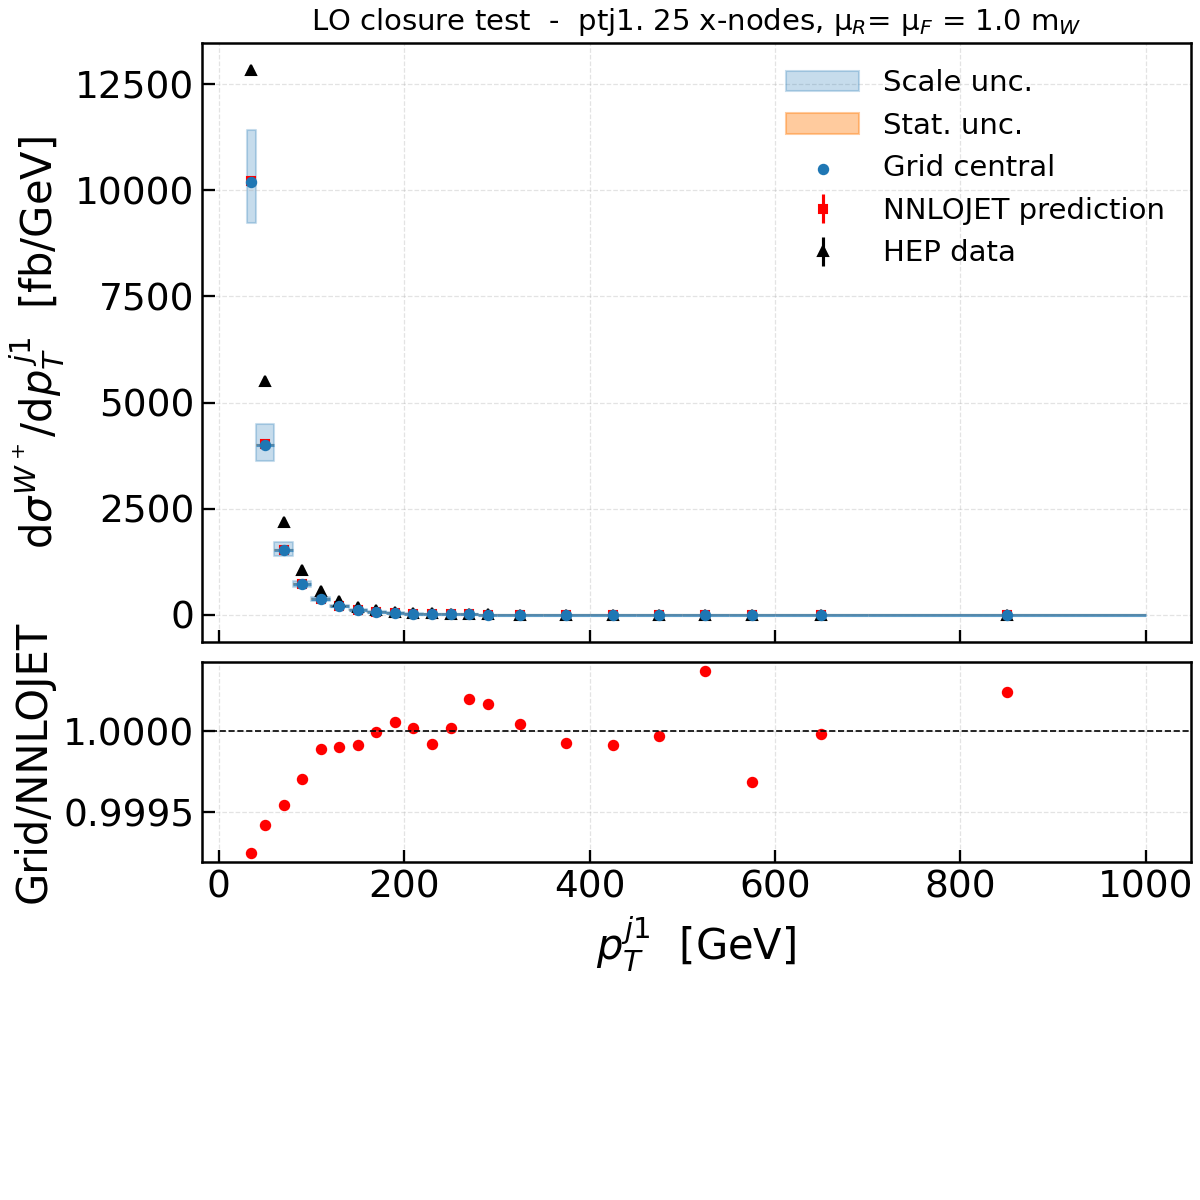 LO closure test - ptj1. 25 x-nodes, μR= μF = 1.0 mW
12500
10000
7500
5000
2500
0
dσW+/dpTj1 [fb/GeV]
Scale unc.
Stat. unc.
Grid central
NNLOJET prediction
HEP data
1.0000
0.9995
Grid/NNLOJET
0 200 400 600 800 1000
pTj1 [GeV]